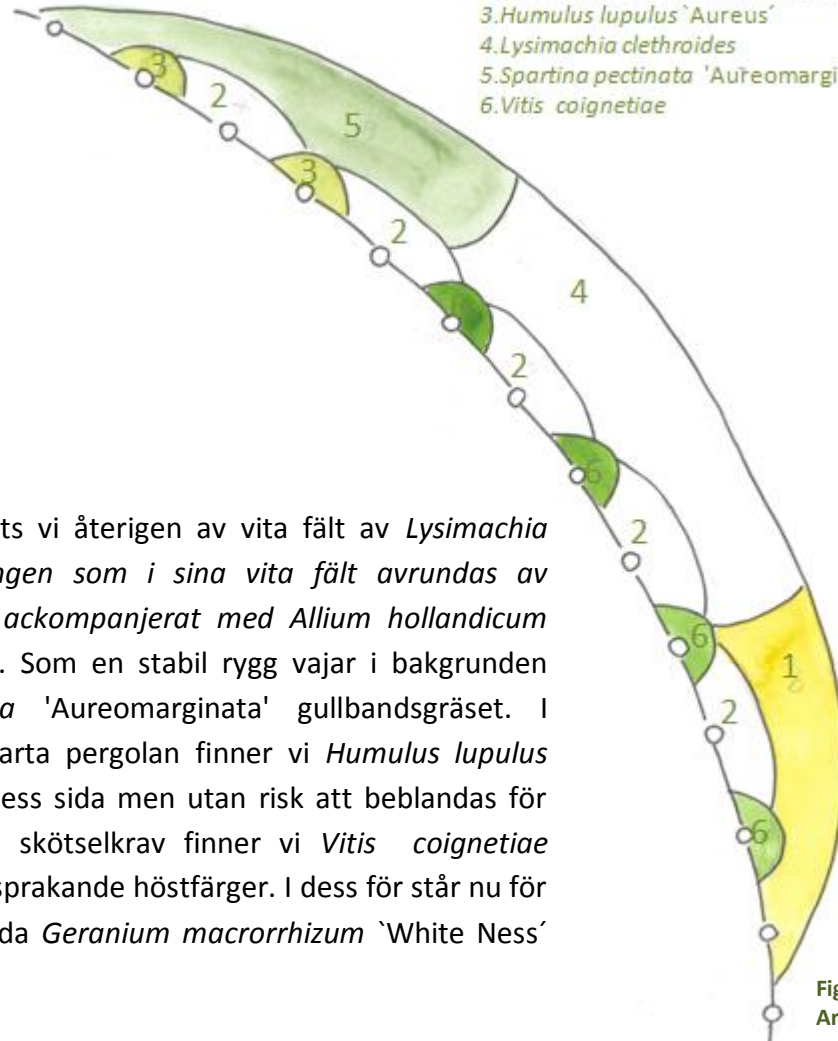 3.Humulus lupulus `Aureus´
4.Lysimachia clethroides
5.Spartina pectinata 'Aureomargi
6.Vitis coignetiae
3
2
5
3
2
4
2
6
2
6
1
2
6
ts vi återigen av vita fält av Lysimachia
ngen som i sina vita fält avrundas av
ackompanjerat med Allium hollandicum
. Som en stabil rygg vajar i bakgrunden
a 'Aureomarginata' gullbandsgräset. I
arta pergolan finner vi Humulus lupulus
ess sida men utan risk att beblandas för
skötselkrav finner vi Vitis coignetiae
sprakande höstfärger. I dess för står nu för
da Geranium macrorrhizum `White Ness´
Fig
Ar